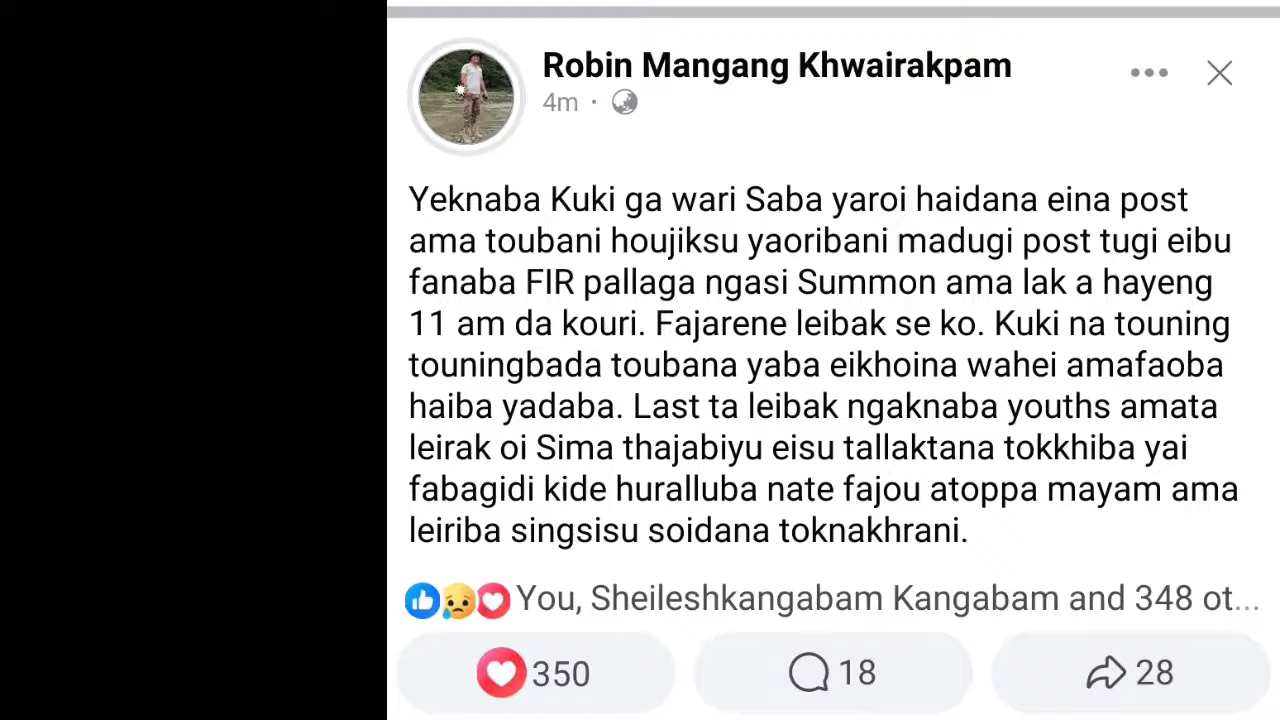 Robin Mangang Khwairakpam
4m ·
Yeknaba Kuki ga wari Saba yaroi haidana eina post
ama toubani houjiksu yaoribani madugi post tugi eibu
fanaba FIR pallaga ngasi Summon ama lak a hayeng
11 am da kouri. Fajarene leibak se ko. Kuki na touning
touningbada toubana yaba eikhoina wahei amafaoba
haiba yadaba. Last ta leibak ngaknaba youths amata
leirak oi Sima thajabiyu eisu tallaktana tokkhiba yai
fabagidi kide huralluba nate fajou atoppa mayam ama
leiriba singsisu soidana toknakhrani.
You, Sheileshkangabam Kangabam and 348 ot...
350
18
28